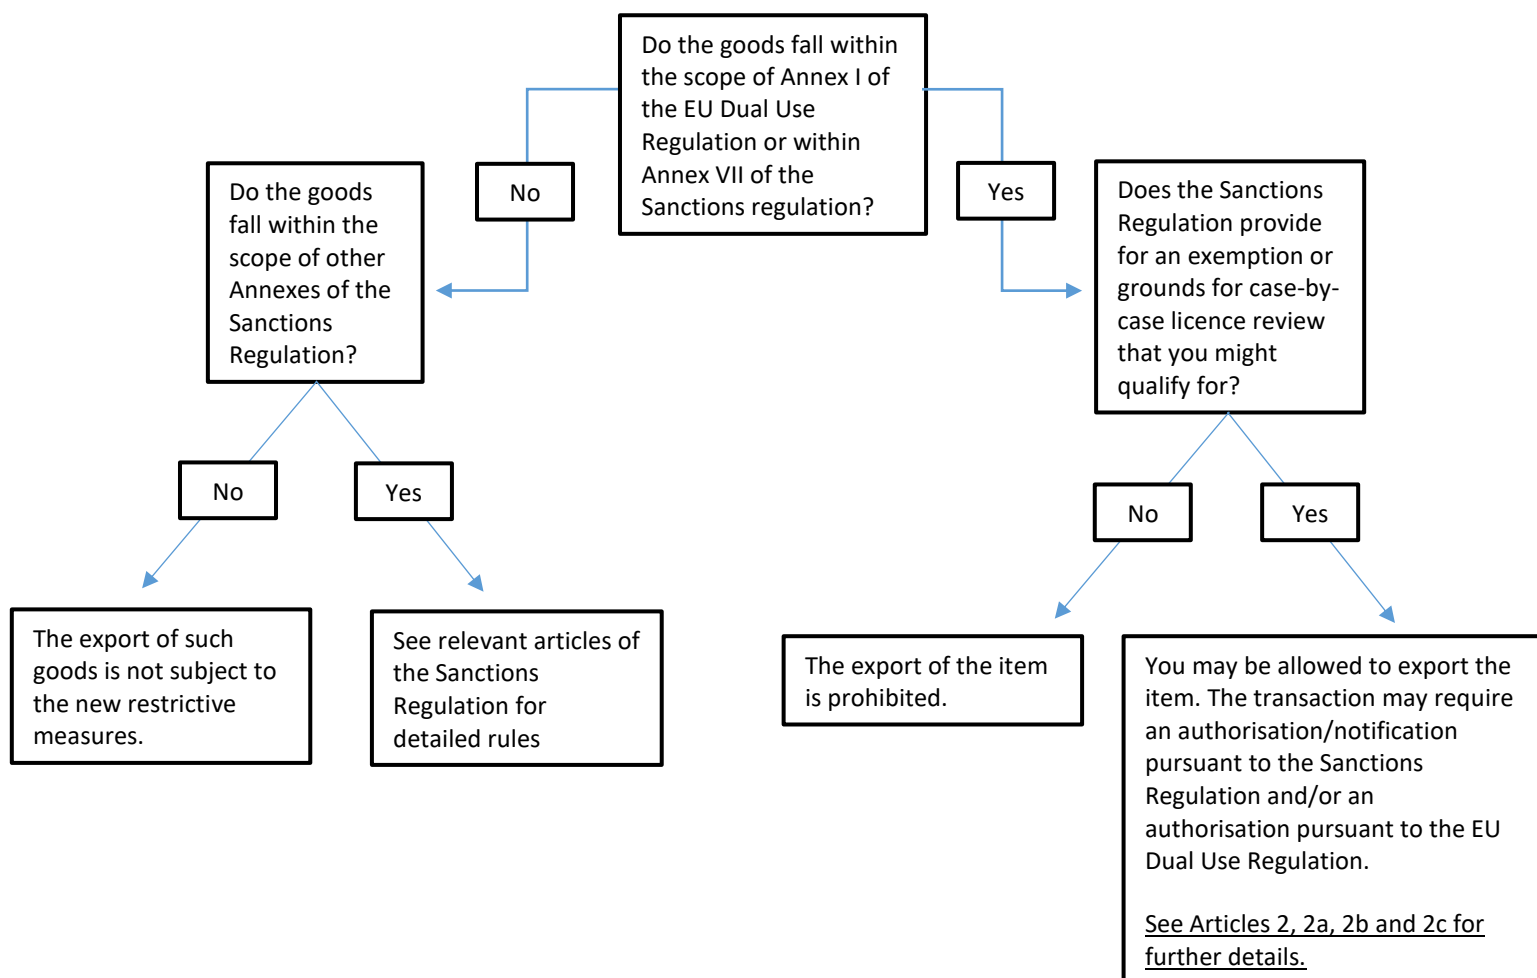 Do the goods fall within
the scope of Annex I of
the EU Dual Use
Regulation or within
Annex VII of the
Sanctions regulation?
No
Yes
Do the goods
fall within the
scope of other
Annexes of the
Sanctions
Regulation?
Does the Sanctions
Regulation provide
for an exemption or
grounds for case-by-
case licence review
that you might
qualify for?
No
Yes
No
Yes
The export of such
goods is not subject to
the new restrictive
measures.
See relevant articles of
the Sanctions
Regulation for
detailed rules
The export of the item
is prohibited.
You may be allowed to export the
item. The transaction may require
an authorisation/notification
pursuant to the Sanctions
Regulation and/or an
authorisation pursuant to the EU
Dual Use Regulation.
See Articles 2, 2a, 2b and 2c for
further details.